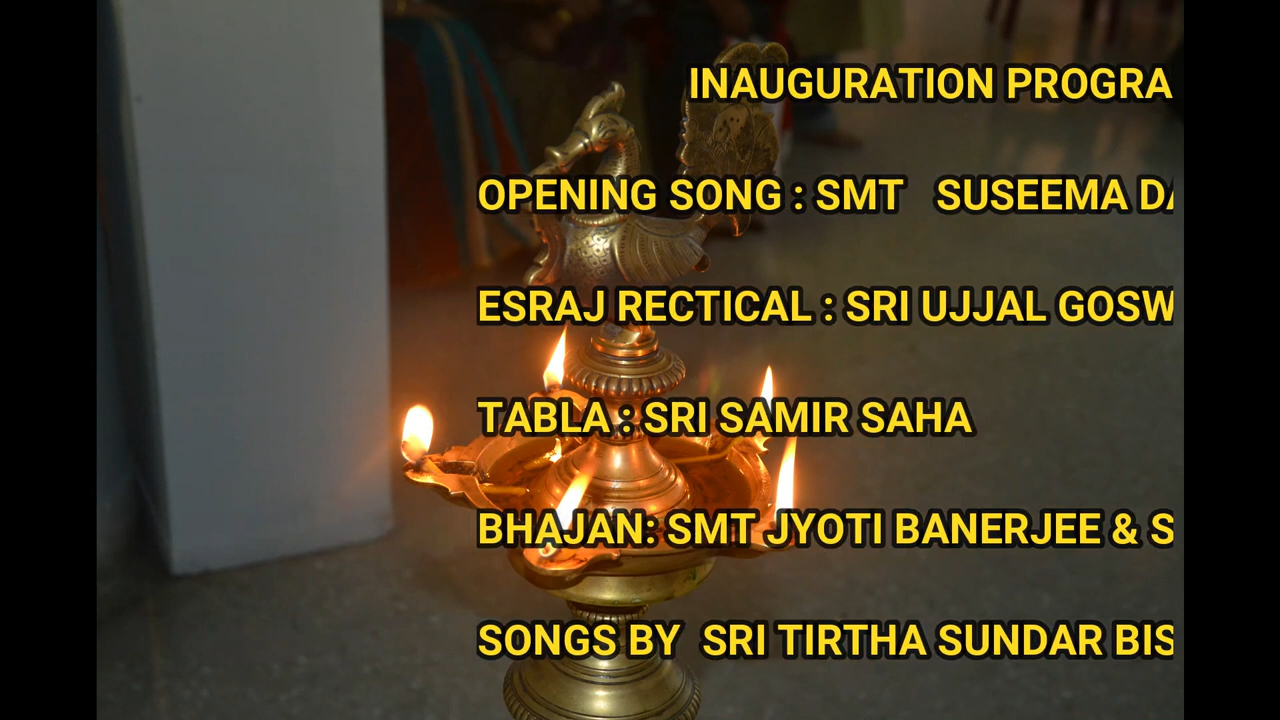 INAUGURATION PROGRA
OPENING SONG : SMT SUSEEMA DA
ESRAJ RECTICAL : SRI UJJAL GOSW
TABLA : SRI SAMIR SAHA
BHAJAN: SMT JYOTI BANERJEE & S
SONGS BY SRI TIRTHA SUNDAR BIS